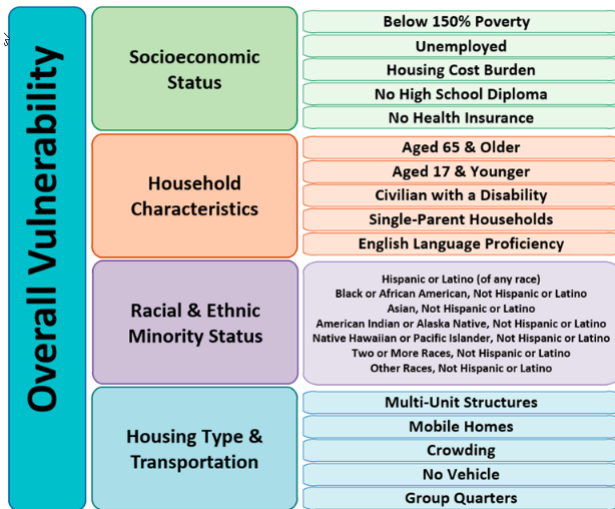 Overall Vulnerability
Socioeconomic
Status
Below 150% Poverty
Unemployed
Housing Cost Burden
No High School Diploma
No Health Insurance
Household
Characteristics
Aged 65 & Older
Aged 17 & Younger
Civilian with a Disability
Single-Parent Households
English Language Proficiency
Racial & Ethnic
Minority Status
Hispanic or Latino (of any race)
Black or African American, Not Hispanic or Latino
Asian, Not Hispanic or Latino
American Indian or Alaska Native, Not Hispanic or Latino
Native Hawaiian or Pacific Islander, Not Hispanic or Latino
Two or More Races, Not Hispanic or Latino
Other Races, Not Hispanic or Latino
Housing Type &
Transportation
Multi-Unit Structures
Mobile Homes
Crowding
No Vehicle
Group Quarters